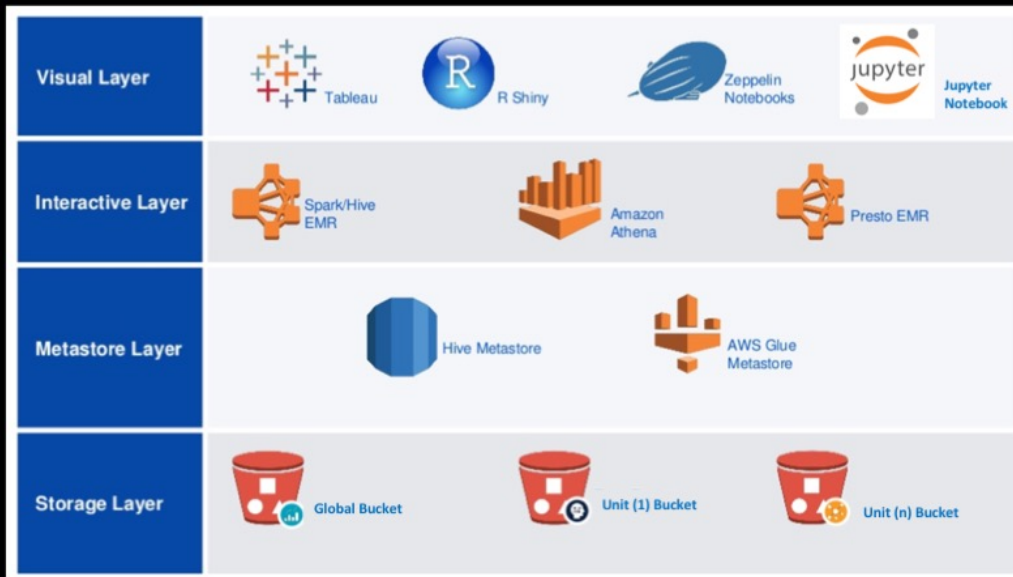 Visual Layer
Tableau
R
R Shiny
Zeppelin
Notebooks
jupyter
Jupyter
Notebook
Interactive Layer
Spark/Hive
EMR
Amazon
Athena
Presto EMR
Metastore Layer
Hive Metastore
AWS Glue
Metastore
Storage Layer
Global Bucket
Unit (1) Bucket
Unit (n) Bucket